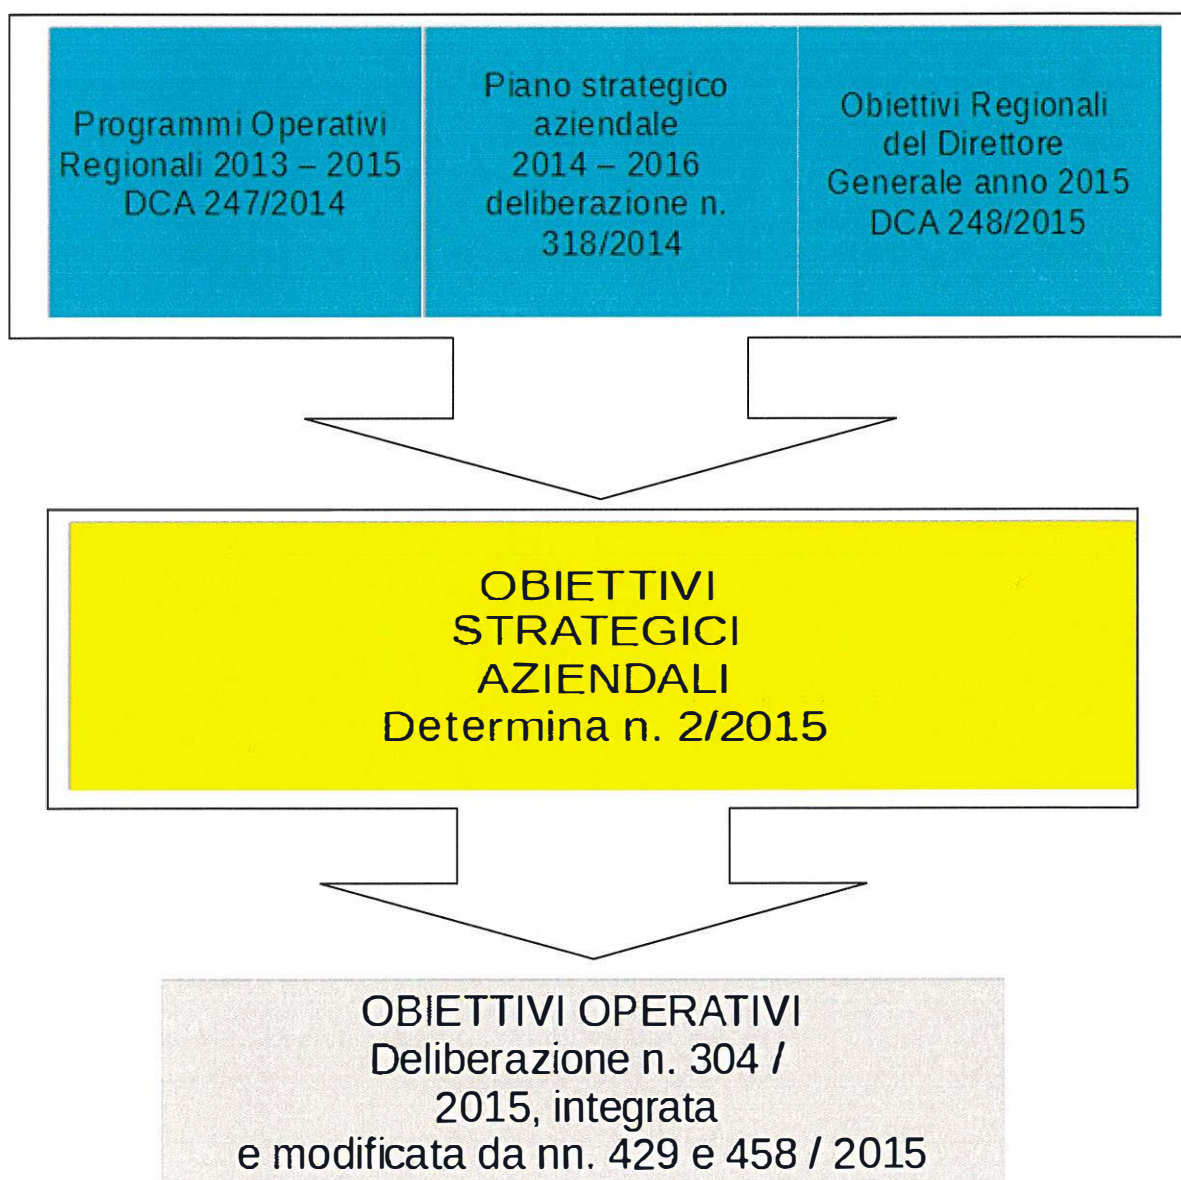 Programmi Operativi
Regionali 2013 – 2015
DCA 247/2014
Piano strategico
aziendale
2014 – 2016
deliberazione n.
318/2014
Obiettivi Regionali
del Direttore
Generale anno 2015
DCA 248/2015
OBIETTIVI
STRATEGICI
AZIENDALI
Determina n. 2/2015
OBIETTIVI OPERATIVI
Deliberazione n. 304 /
2015, integrata
e modificata da nn. 429 e 458 / 2015